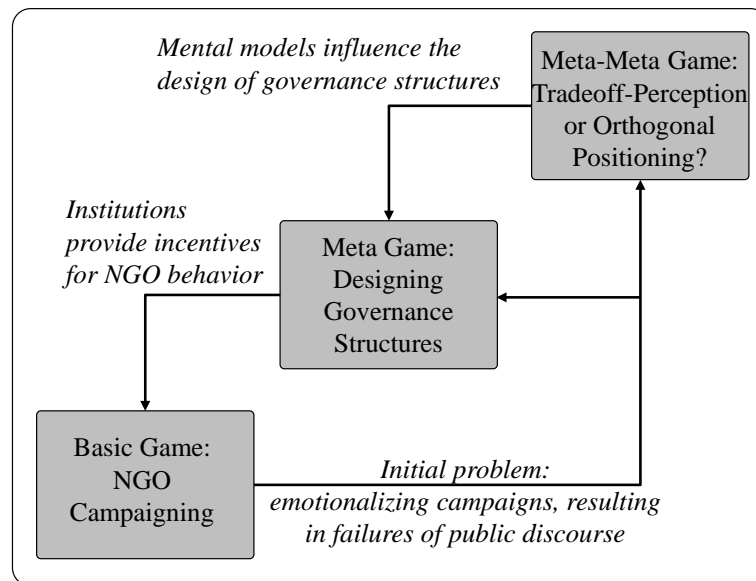 Mental models influence the
design of governance structures
Meta-Meta Game:
Tradeoff-Perception
or Orthogonal
Positioning?
Institutions
provide incentives
for NGO behavior
Meta Game:
Designing
Governance
Structures
Basic Game:
NGO
Campaigning
Initial problem:
emotionalizing campaigns, resulting
in failures of public discourse